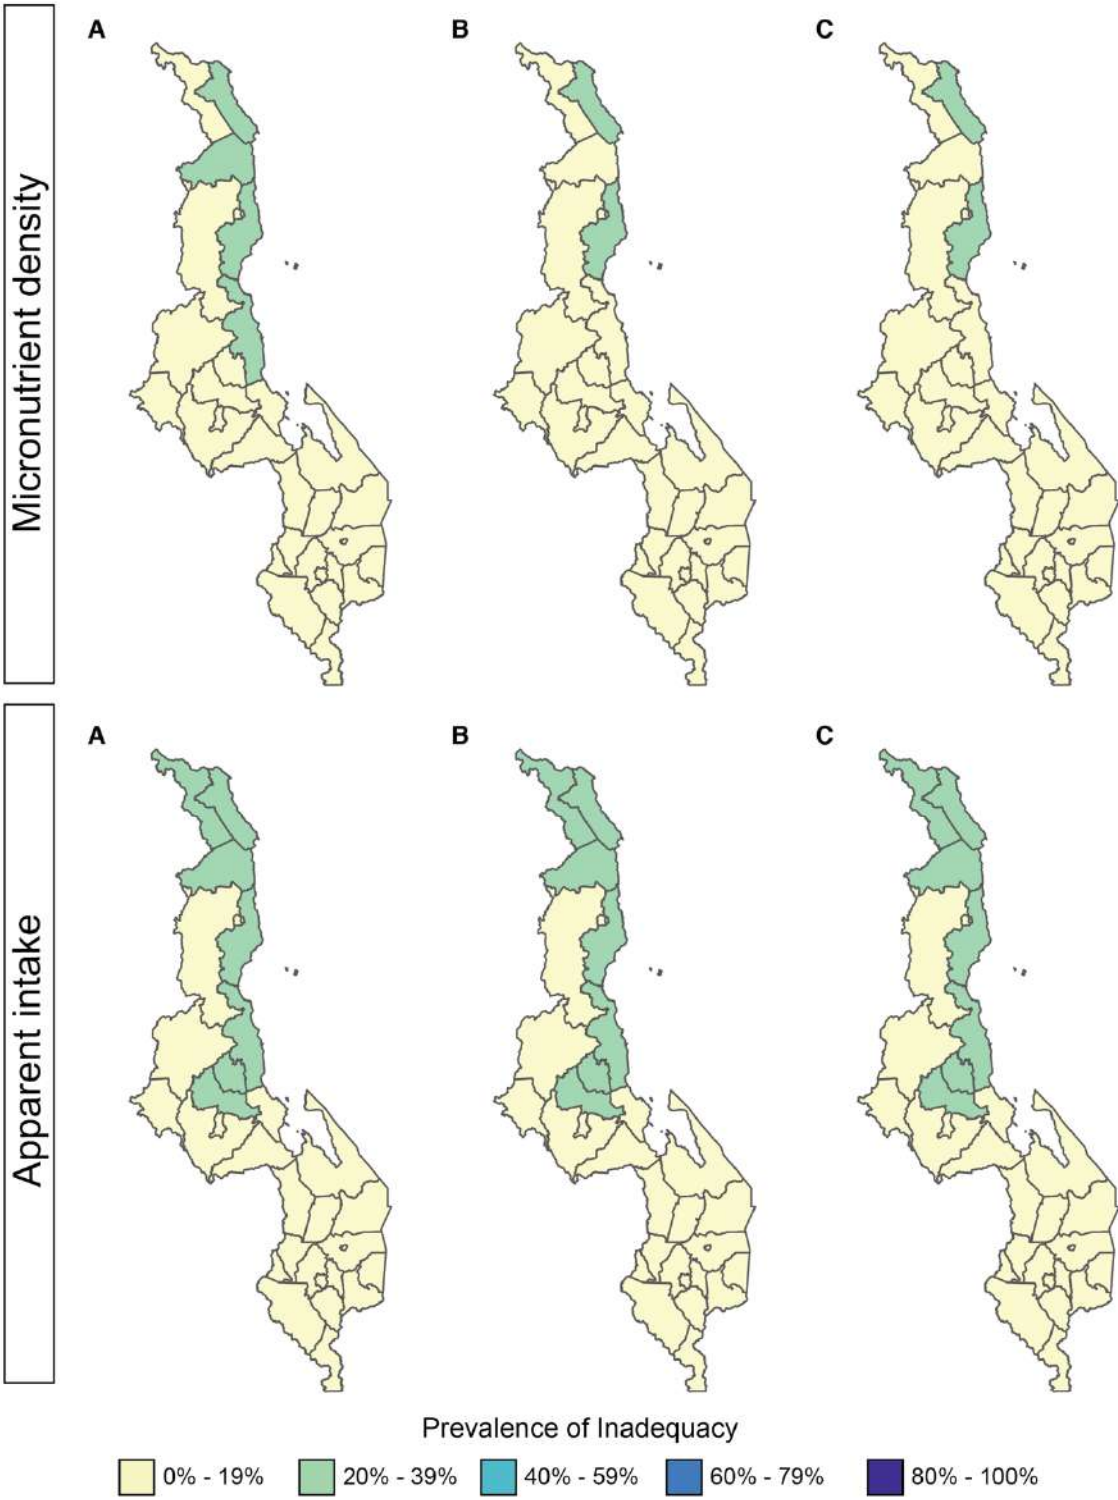 Micronutrient density
A
B
C
Apparent intake
A
B
C
Prevalence of Inadequacy
0% - 19%
20% - 39%
40% - 59%
60% - 79%
80% - 100%